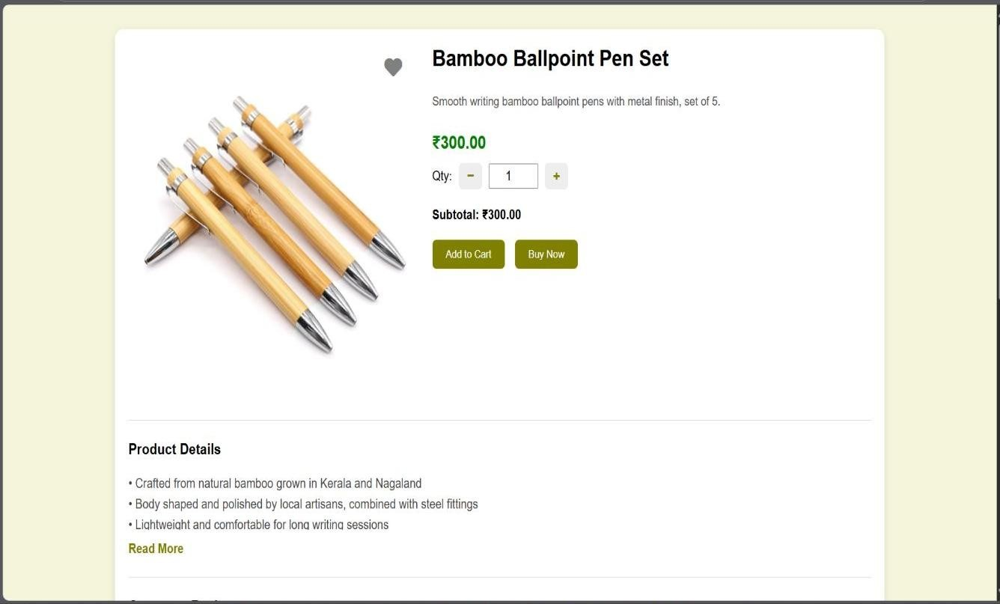 Bamboo Ballpoint Pen Set
Smooth writing bamboo ballpoint pens with metal finish, set of 5.
₹300.00
Qty: − 1 +
Subtotal: ₹300.00
Add to Cart Buy Now
Product Details
• Crafted from natural bamboo grown in Kerala and Nagaland
• Body shaped and polished by local artisans, combined with steel fittings
• Lightweight and comfortable for long writing sessions
Read More